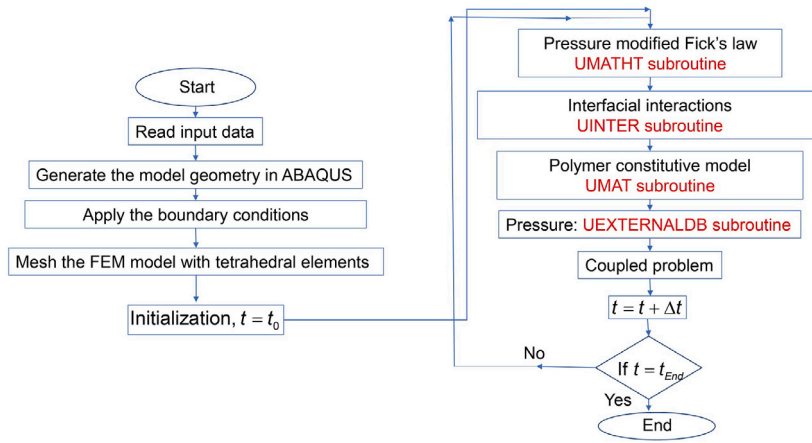 Start
Read input data
Generate the model geometry in ABAQUS
Apply the boundary conditions
Mesh the FEM model with tetrahedral elements
Initialization, t = t₀
Pressure modified Fick's law
UMATHT subroutine
Interfacial interactions
UINTER subroutine
Polymer constitutive model
UMAT subroutine
Pressure: UEXTERNALDB subroutine
Coupled problem
t = t + Δt
If t = t_End
No
Yes
End